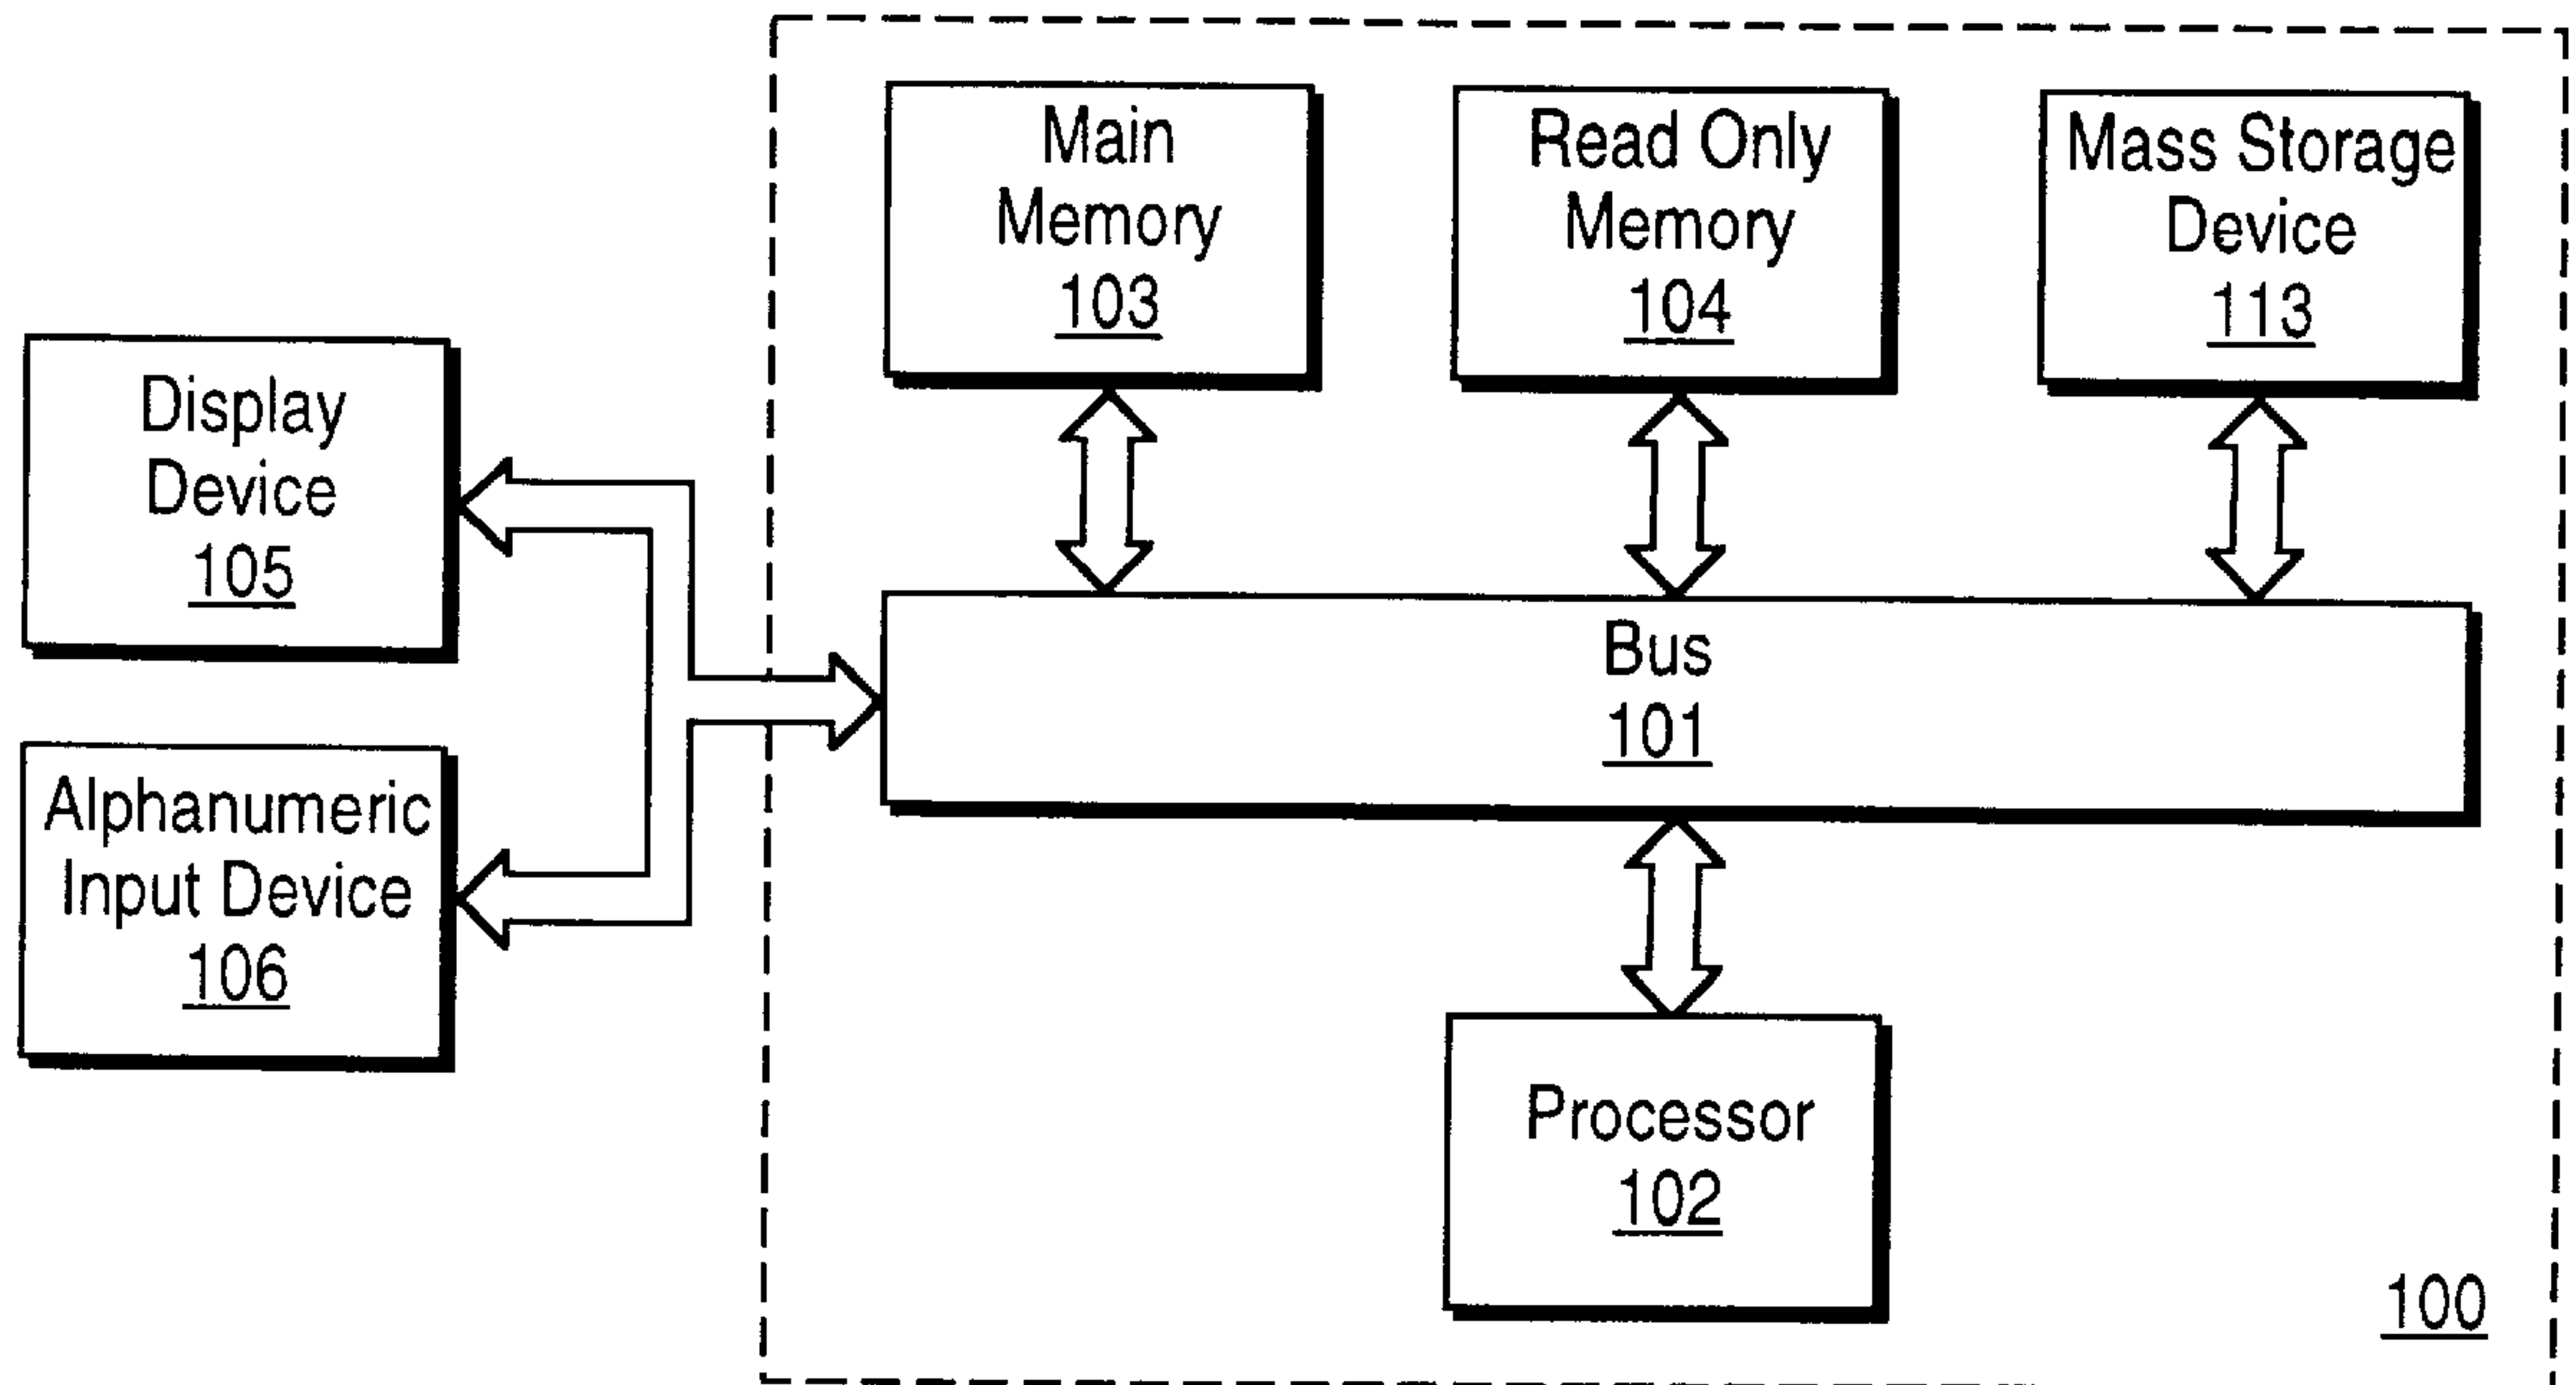 Main
Memory
103
Read Only
Memory
104
Mass Storage
Device
113
Display
Device
105
Bus
101
Alphanumeric
Input Device
106
Processor
102
100